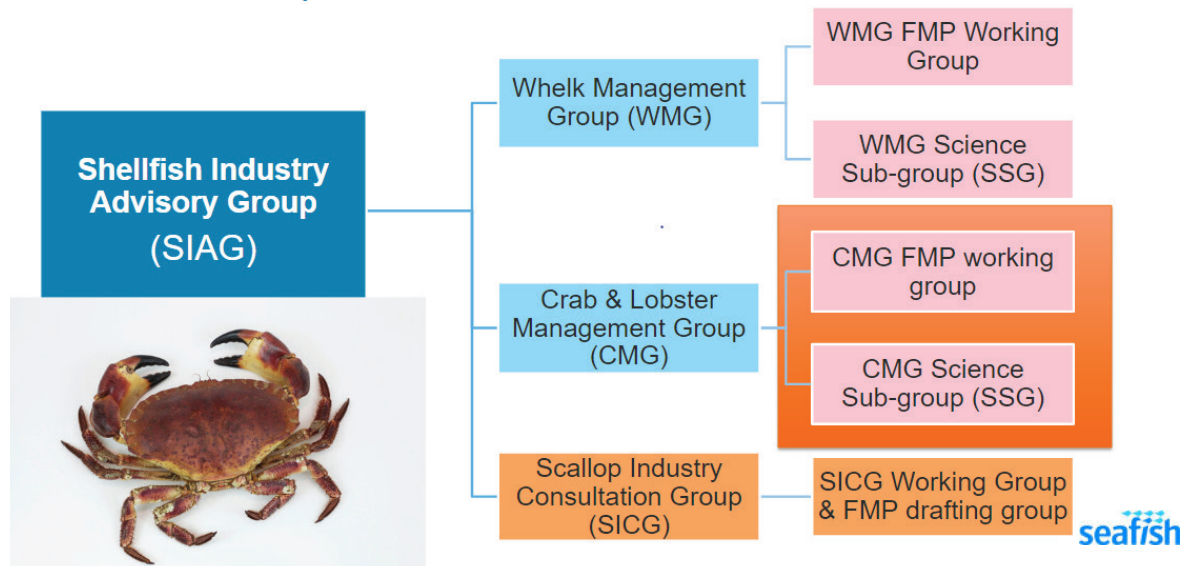 Shellfish Industry
Advisory Group
(SIAG)
Whelk Management
Group (WMG)
WMG FMP Working
Group
WMG Science
Sub-group (SSG)
Crab & Lobster
Management Group
(CMG)
CMG FMP working
group
CMG Science
Sub-group (SSG)
Scallop Industry
Consultation Group
(SICG)
SICG Working Group
& FMP drafting group
seafish